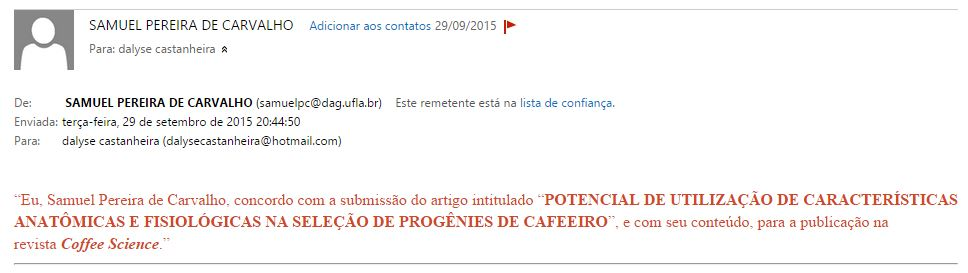 SAMUEL PEREIRA DE CARVALHO Adicionar aos contatos 29/09/2015
Para: dalyse castanheira
De: SAMUEL PEREIRA DE CARVALHO (samuelpc@dag.ufla.br) Este remetente está na lista de confiança.
Enviada: terça-feira, 29 de setembro de 2015 20:44:50
Para: dalyse castanheira (dalysecastanheira@hotmail.com)
“Eu, Samuel Pereira de Carvalho, concordo com a submissão do artigo intitulado “POTENCIAL DE UTILIZAÇÃO DE CARACTERÍSTICAS
ANATÔMICAS E FISIOLÓGICAS NA SELEÇÃO DE PROGÊNIES DE CAFEEIRO”, e com seu conteúdo, para a publicação na
revista Coffee Science.”